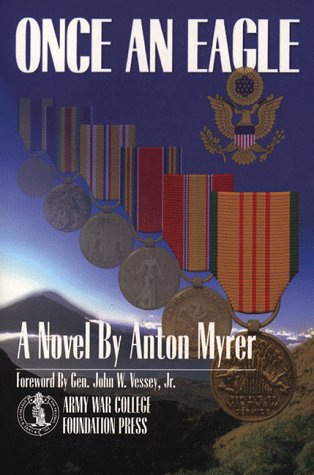 ONCE AN EAGLE
A Novel By Anton Myrer
Foreword By Gen. John W. Vessey, Jr.
ARMY WAR COLLEGE
FOUNDATION PRESS